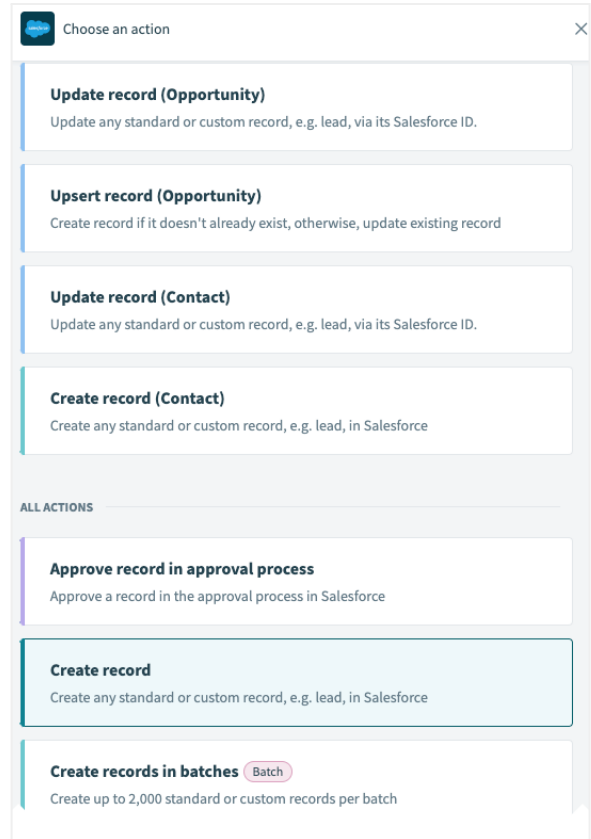 salesforce
Choose an action
Update record (Opportunity)
Update any standard or custom record, e.g. lead, via its Salesforce ID.
Upsert record (Opportunity)
Create record if it doesn't already exist, otherwise, update existing record
Update record (Contact)
Update any standard or custom record, e.g. lead, via its Salesforce ID.
Create record (Contact)
Create any standard or custom record, e.g. lead, in Salesforce
ALL ACTIONS
Approve record in approval process
Approve a record in the approval process in Salesforce
Create record
Create any standard or custom record, e.g. lead, in Salesforce
Create records in batches Batch
Create up to 2,000 standard or custom records per batch